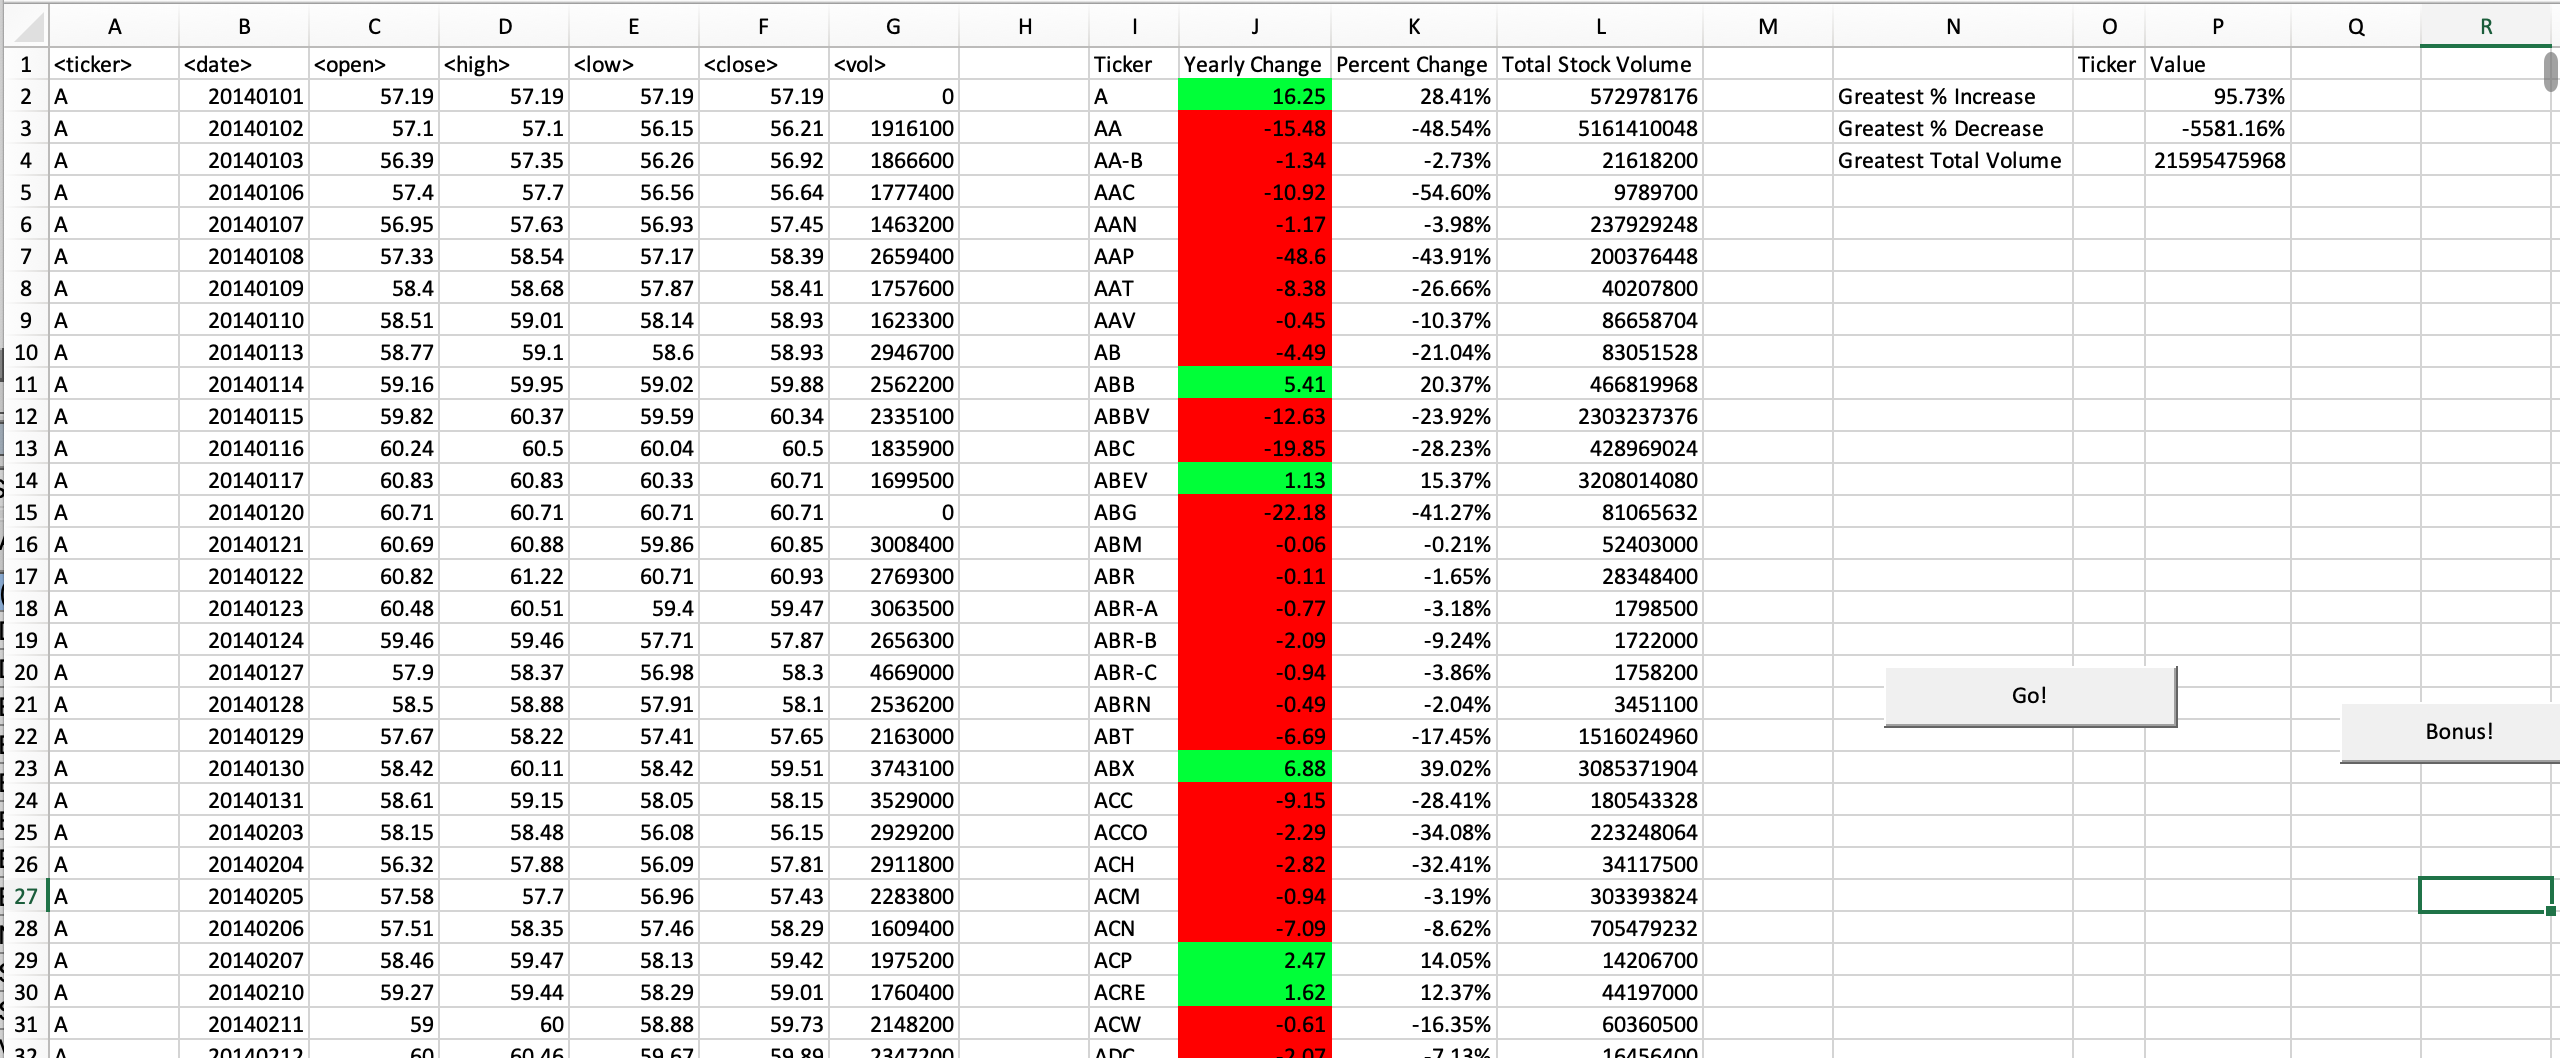 A B C D E F G H I J K L M N O P Q R
1 <ticker> <date> <open> <high> <low> <close> <vol> Ticker Yearly Change Percent Change Total Stock Volume Ticker Value
2 A 20140101 57.19 57.19 57.19 57.19 0 A 16.25 28.41% 572978176 Greatest % Increase 95.73%
3 A 20140102 57.1 57.1 56.15 56.21 1916100 AA -15.48 -48.54% 5161410048 Greatest % Decrease -5581.16%
4 A 20140103 56.39 57.35 56.26 56.92 1866600 AA-B -1.34 -2.73% 21618200 Greatest Total Volume 21595475968
5 A 20140106 57.4 57.7 56.56 56.64 1777400 AAC -10.92 -54.60% 9789700
6 A 20140107 56.95 57.63 56.93 57.45 1463200 AAN -1.17 -3.98% 237929248
7 A 20140108 57.33 58.54 57.17 58.39 2659400 AAP -48.6 -43.91% 200376448
8 A 20140109 58.4 58.68 57.87 58.41 1757600 AAT -8.38 -26.66% 40207800
9 A 20140110 58.51 59.01 58.14 58.93 1623300 AAV -0.45 -10.37% 86658704
10 A 20140113 58.77 59.1 58.6 58.93 2946700 AB -4.49 -21.04% 83051528
11 A 20140114 59.16 59.95 59.02 59.88 2562200 ABB 5.41 20.37% 466819968
12 A 20140115 59.82 60.37 59.59 60.34 2335100 ABBV -12.63 -23.92% 2303237376
13 A 20140116 60.24 60.5 60.04 60.5 1835900 ABC -19.85 -28.23% 428969024
14 A 20140117 60.83 60.83 60.33 60.71 1699500 ABEV 1.13 15.37% 3208014080
15 A 20140120 60.71 60.71 60.71 60.71 0 ABG -22.18 -41.27% 81065632
16 A 20140121 60.69 60.88 59.86 60.85 3008400 ABM -0.06 -0.21% 52403000
17 A 20140122 60.82 61.22 60.71 60.93 2769300 ABR -0.11 -1.65% 28348400
18 A 20140123 60.48 60.51 59.4 59.47 3063500 ABR-A -0.77 -3.18% 1798500
19 A 20140124 59.46 59.46 57.71 57.87 2656300 ABR-B -2.09 -9.24% 1722000
20 A 20140127 57.9 58.37 56.98 58.3 4669000 ABR-C -0.94 -3.86% 1758200
21 A 20140128 58.5 58.88 57.91 58.1 2536200 ABRN -0.49 -2.04% 3451100 Go!
22 A 20140129 57.67 58.22 57.41 57.65 2163000 ABT -6.69 -17.45% 1516024960 Bonus!
23 A 20140130 58.42 60.11 58.42 59.51 3743100 ABX 6.88 39.02% 3085371904
24 A 20140131 58.61 59.15 58.05 58.15 3529000 ACC -9.15 -28.41% 180543328
25 A 20140203 58.15 58.48 56.08 56.15 2929200 ACCO -2.29 -34.08% 223248064
26 A 20140204 56.32 57.88 56.09 57.81 2911800 ACH -2.82 -32.41% 34117500
27 A 20140205 57.58 57.7 56.96 57.43 2283800 ACM -0.94 -3.19% 303393824
28 A 20140206 57.51 58.35 57.46 58.29 1609400 ACN -7.09 -8.62% 705479232
29 A 20140207 58.46 59.47 58.13 59.42 1975200 ACP 2.47 14.05% 14206700
30 A 20140210 59.27 59.44 58.29 59.01 1760400 ACRE 1.62 12.37% 44197000
31 A 20140211 59 60 58.88 59.73 2148200 ACW -0.61 -16.35% 60360500
32 A 20140212 60 60.46 59.67 59.89 2347200 ADC -2.07 -7.13% 16456400